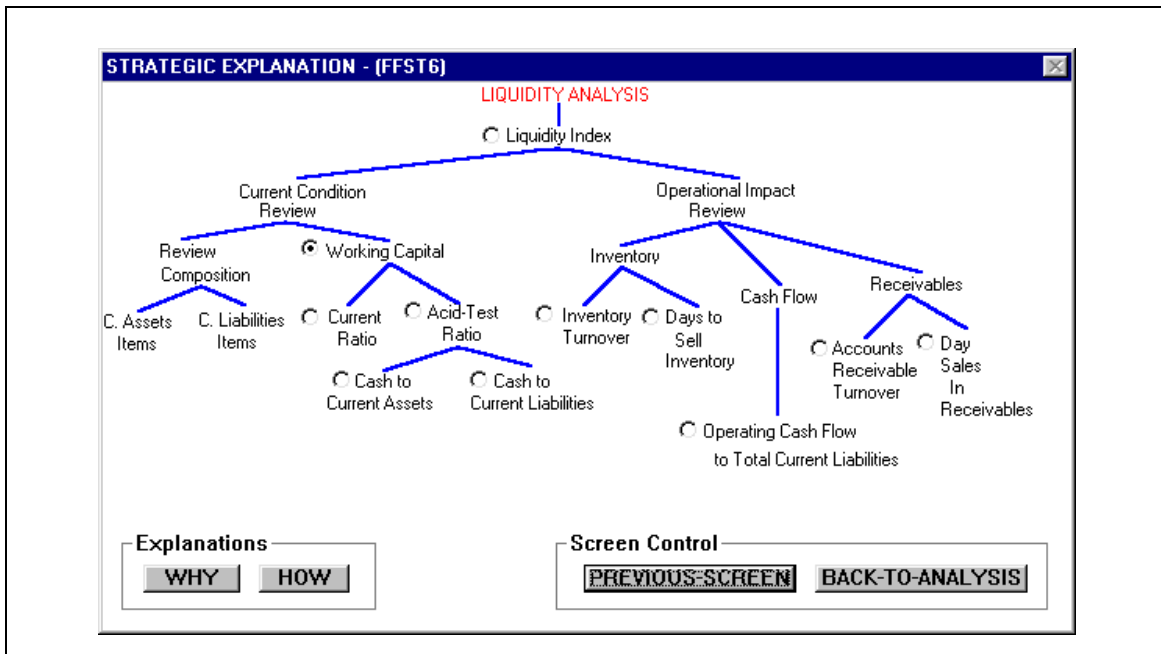 STRATEGIC EXPLANATION - (FFST6)
LIQUIDITY ANALYSIS
Liquidity Index
Current Condition
Review
Operational Impact
Review
Review
Composition
Working Capital
Inventory
Cash Flow
Receivables
C. Assets
Items
C. Liabilities
Items
Current
Ratio
Acid-Test
Ratio
Inventory
Turnover
Days to
Sell
Inventory
Accounts
Receivable
Turnover
Day
Sales
In
Receivables
Cash to
Current Assets
Cash to
Current Liabilities
Operating Cash Flow
to Total Current Liabilities
Explanations
WHY
HOW
Screen Control
PREVIOUS-SCREEN
BACK-TO-ANALYSIS